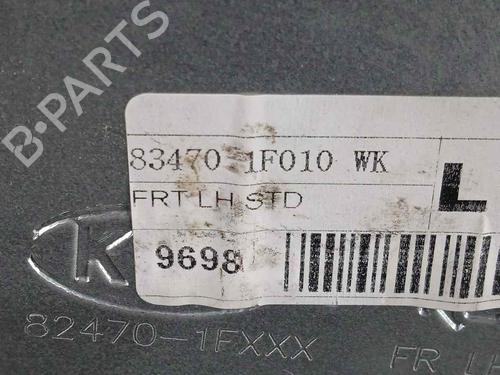 B-PARTS
83470-1F010 WK
FRT LH STD
L
9698
K
82470-1FXXX
FR LH